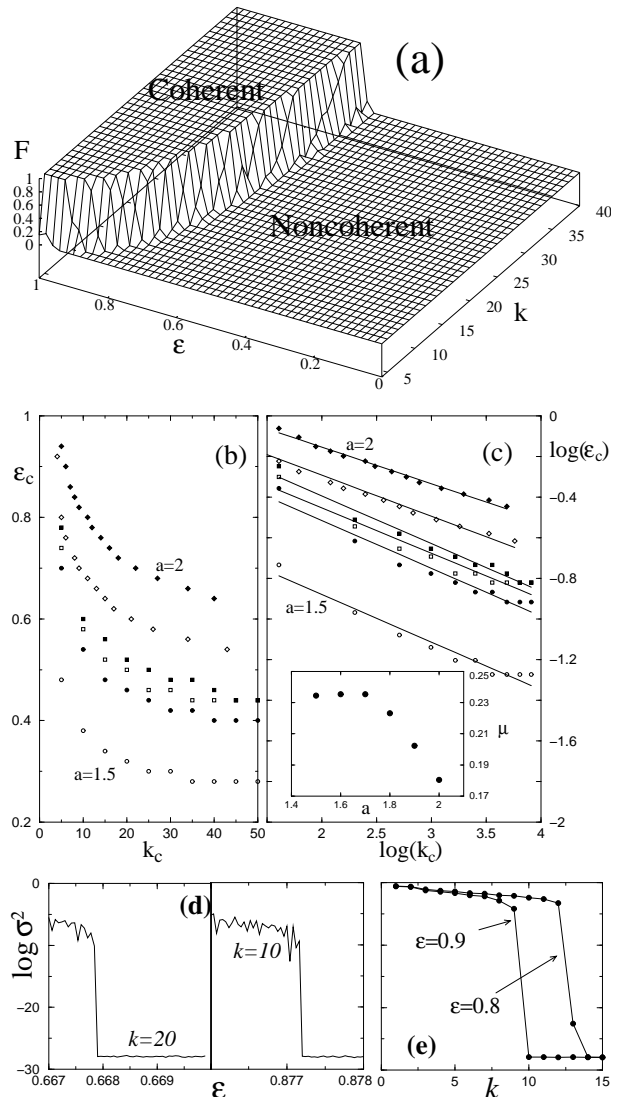 (a)
Coherent
F
1
0.8
0.6
0.4
0.2
0
Noncoherent
1
0.8
0.6
0.4
0.2
0
ε
5
10
15
20
25
30
35
40
k
1
0.8
0.6
0.4
0.2
ε_c
(b)
a=2
a=1.5
0 10 20 30 40 50
k_c
(c)
a=2
a=1.5
0
−0.4
−0.8
−1.2
−1.6
−2
log(ε_c)
2 2.5 3 3.5 4
log(k_c)
0.25
0.23
0.21
0.19
0.17
μ
1.4 1.6 1.8 2
a
log σ²
0
−10
−20
−30
(d)
k=20
k=10
0.667 0.668 0.669 0.877 0.878
ε
ε=0.9
ε=0.8
(e)
0 5 10 15
k